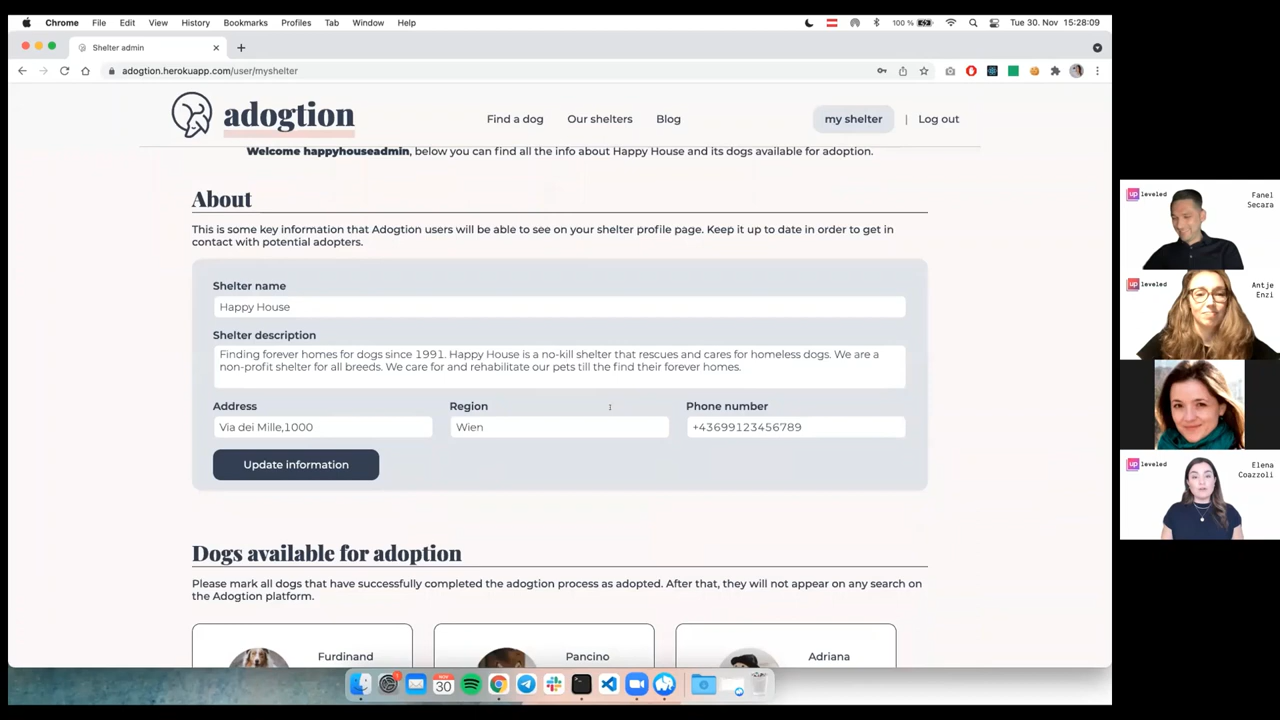 Chrome File Edit View History Bookmarks Profiles Tab Window Help 100 % Tue 30. Nov 15:28:09
Shelter admin
adogtion.herokuapp.com/user/myshelter
adogtion Find a dog Our shelters Blog my shelter | Log out
Welcome happyhouseadmin, below you can find all the info about Happy House and its dogs available for adoption.
About
This is some key information that Adogtion users will be able to see on your shelter profile page. Keep it up to date in order to get in
contact with potential adopters.
Shelter name
Happy House
Shelter description
Finding forever homes for dogs since 1991. Happy House is a no-kill shelter that rescues and cares for homeless dogs. We are a
non-profit shelter for all breeds. We care for and rehabilitate our pets till the find their forever homes.
Address Region Phone number
Via dei Mille,1000 Wien +43699123456789
Update information
Dogs available for adoption
Please mark all dogs that have successfully completed the adogtion process as adopted. After that, they will not appear on any search on
the Adogtion platform.
Furdinand Pancino Adriana
NOV
30
up leveled Fanel
Secara
up leveled Antje
Enzi
up leveled Elena
Coazzoli